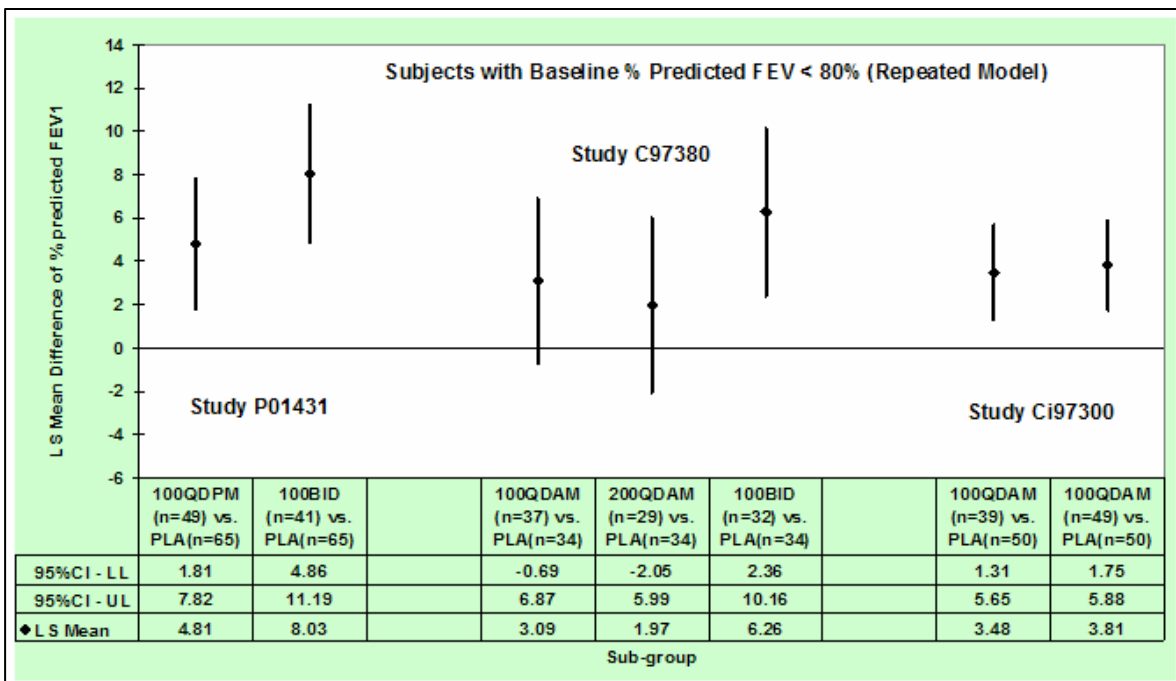 Subjects with Baseline % Predicted FEV < 80% (Repeated Model)
LS Mean Difference of % predicted FEV1
14
12
10
8
6
4
2
0
-2
-4
-6
Study P01431
Study C97380
Study Ci97300
100QDPM (n=49) vs. PLA(n=65)
100BID (n=41) vs. PLA(n=65)
100QDAM (n=37) vs. PLA(n=34)
200QDAM (n=29) vs. PLA(n=34)
100BID (n=32) vs. PLA(n=34)
100QDAM (n=39) vs. PLA(n=50)
100QDAM (n=49) vs. PLA(n=50)
95%CI - LL 1.81 4.86 -0.69 -2.05 2.36 1.31 1.75
95%CI - UL 7.82 11.19 6.87 5.99 10.16 5.65 5.88
LS Mean 4.81 8.03 3.09 1.97 6.26 3.48 3.81
Sub-group